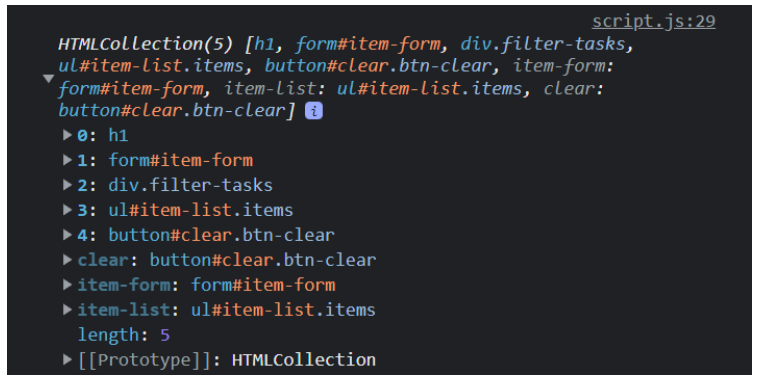 script.js:29
HTMLCollection(5) [h1, form#item-form, div.filter-tasks,
ul#item-list.items, button#clear.btn-clear, item-form:
form#item-form, item-list: ul#item-list.items, clear:
button#clear.btn-clear] i
0: h1
1: form#item-form
2: div.filter-tasks
3: ul#item-list.items
4: button#clear.btn-clear
clear: button#clear.btn-clear
item-form: form#item-form
item-list: ul#item-list.items
length: 5
[[Prototype]]: HTMLCollection